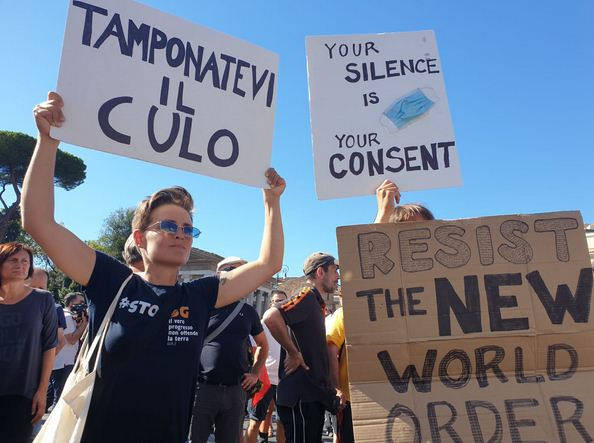 TAMPONATEVI
IL
CULO
YOUR
SILENCE
IS
YOUR
CONSENT
RESIST
THE NEW
WORLD
ORDER
#STO
G
il vero
progresso
non offende
la terra